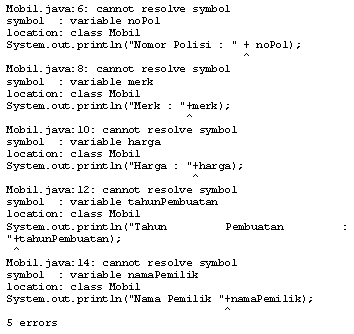 Mobil.java:6: cannot resolve symbol
symbol  : variable noPol
location: class Mobil
System.out.println("Nomor Polisi : " + noPol);
^
Mobil.java:8: cannot resolve symbol
symbol  : variable merk
location: class Mobil
System.out.println("Merk : "+merk);
^
Mobil.java:10: cannot resolve symbol
symbol  : variable harga
location: class Mobil
System.out.println("Harga : "+harga);
^
Mobil.java:12: cannot resolve symbol
symbol  : variable tahunPembuatan
location: class Mobil
System.out.println("Tahun Pembuatan :
"+tahunPembuatan);
^
Mobil.java:14: cannot resolve symbol
symbol  : variable namaPemilik
location: class Mobil
System.out.println("Nama Pemilik "+namaPemilik);
^
5 errors